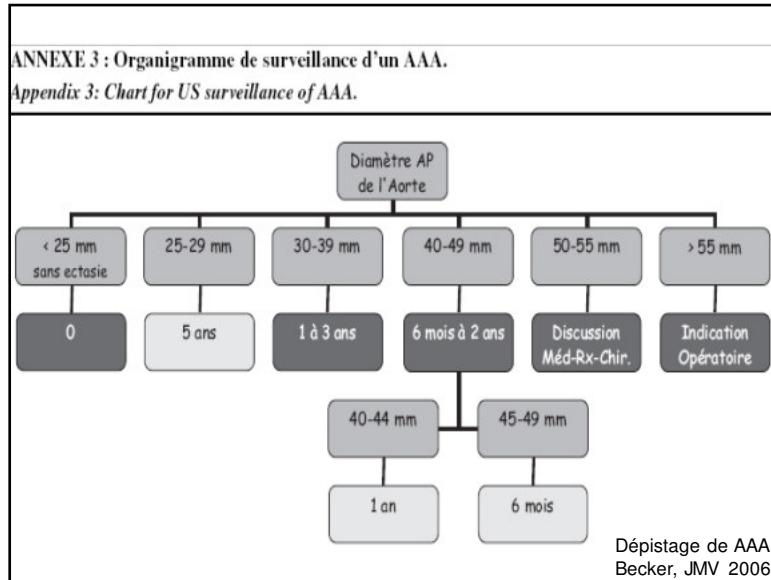 ANNEXE 3 : Organigramme de surveillance d'un AAA.
Appendix 3: Chart for US surveillance of AAA.
Diamètre AP
de l'Aorte
< 25 mm
sans ectasie
25-29 mm
30-39 mm
40-49 mm
50-55 mm
> 55 mm
0
5 ans
1 à 3 ans
6 mois à 2 ans
Discussion
Méd-Rx-Chir.
Indication
Opératoire
40-44 mm
45-49 mm
1 an
6 mois
Dépistage de AAA
Becker, JMV 2006